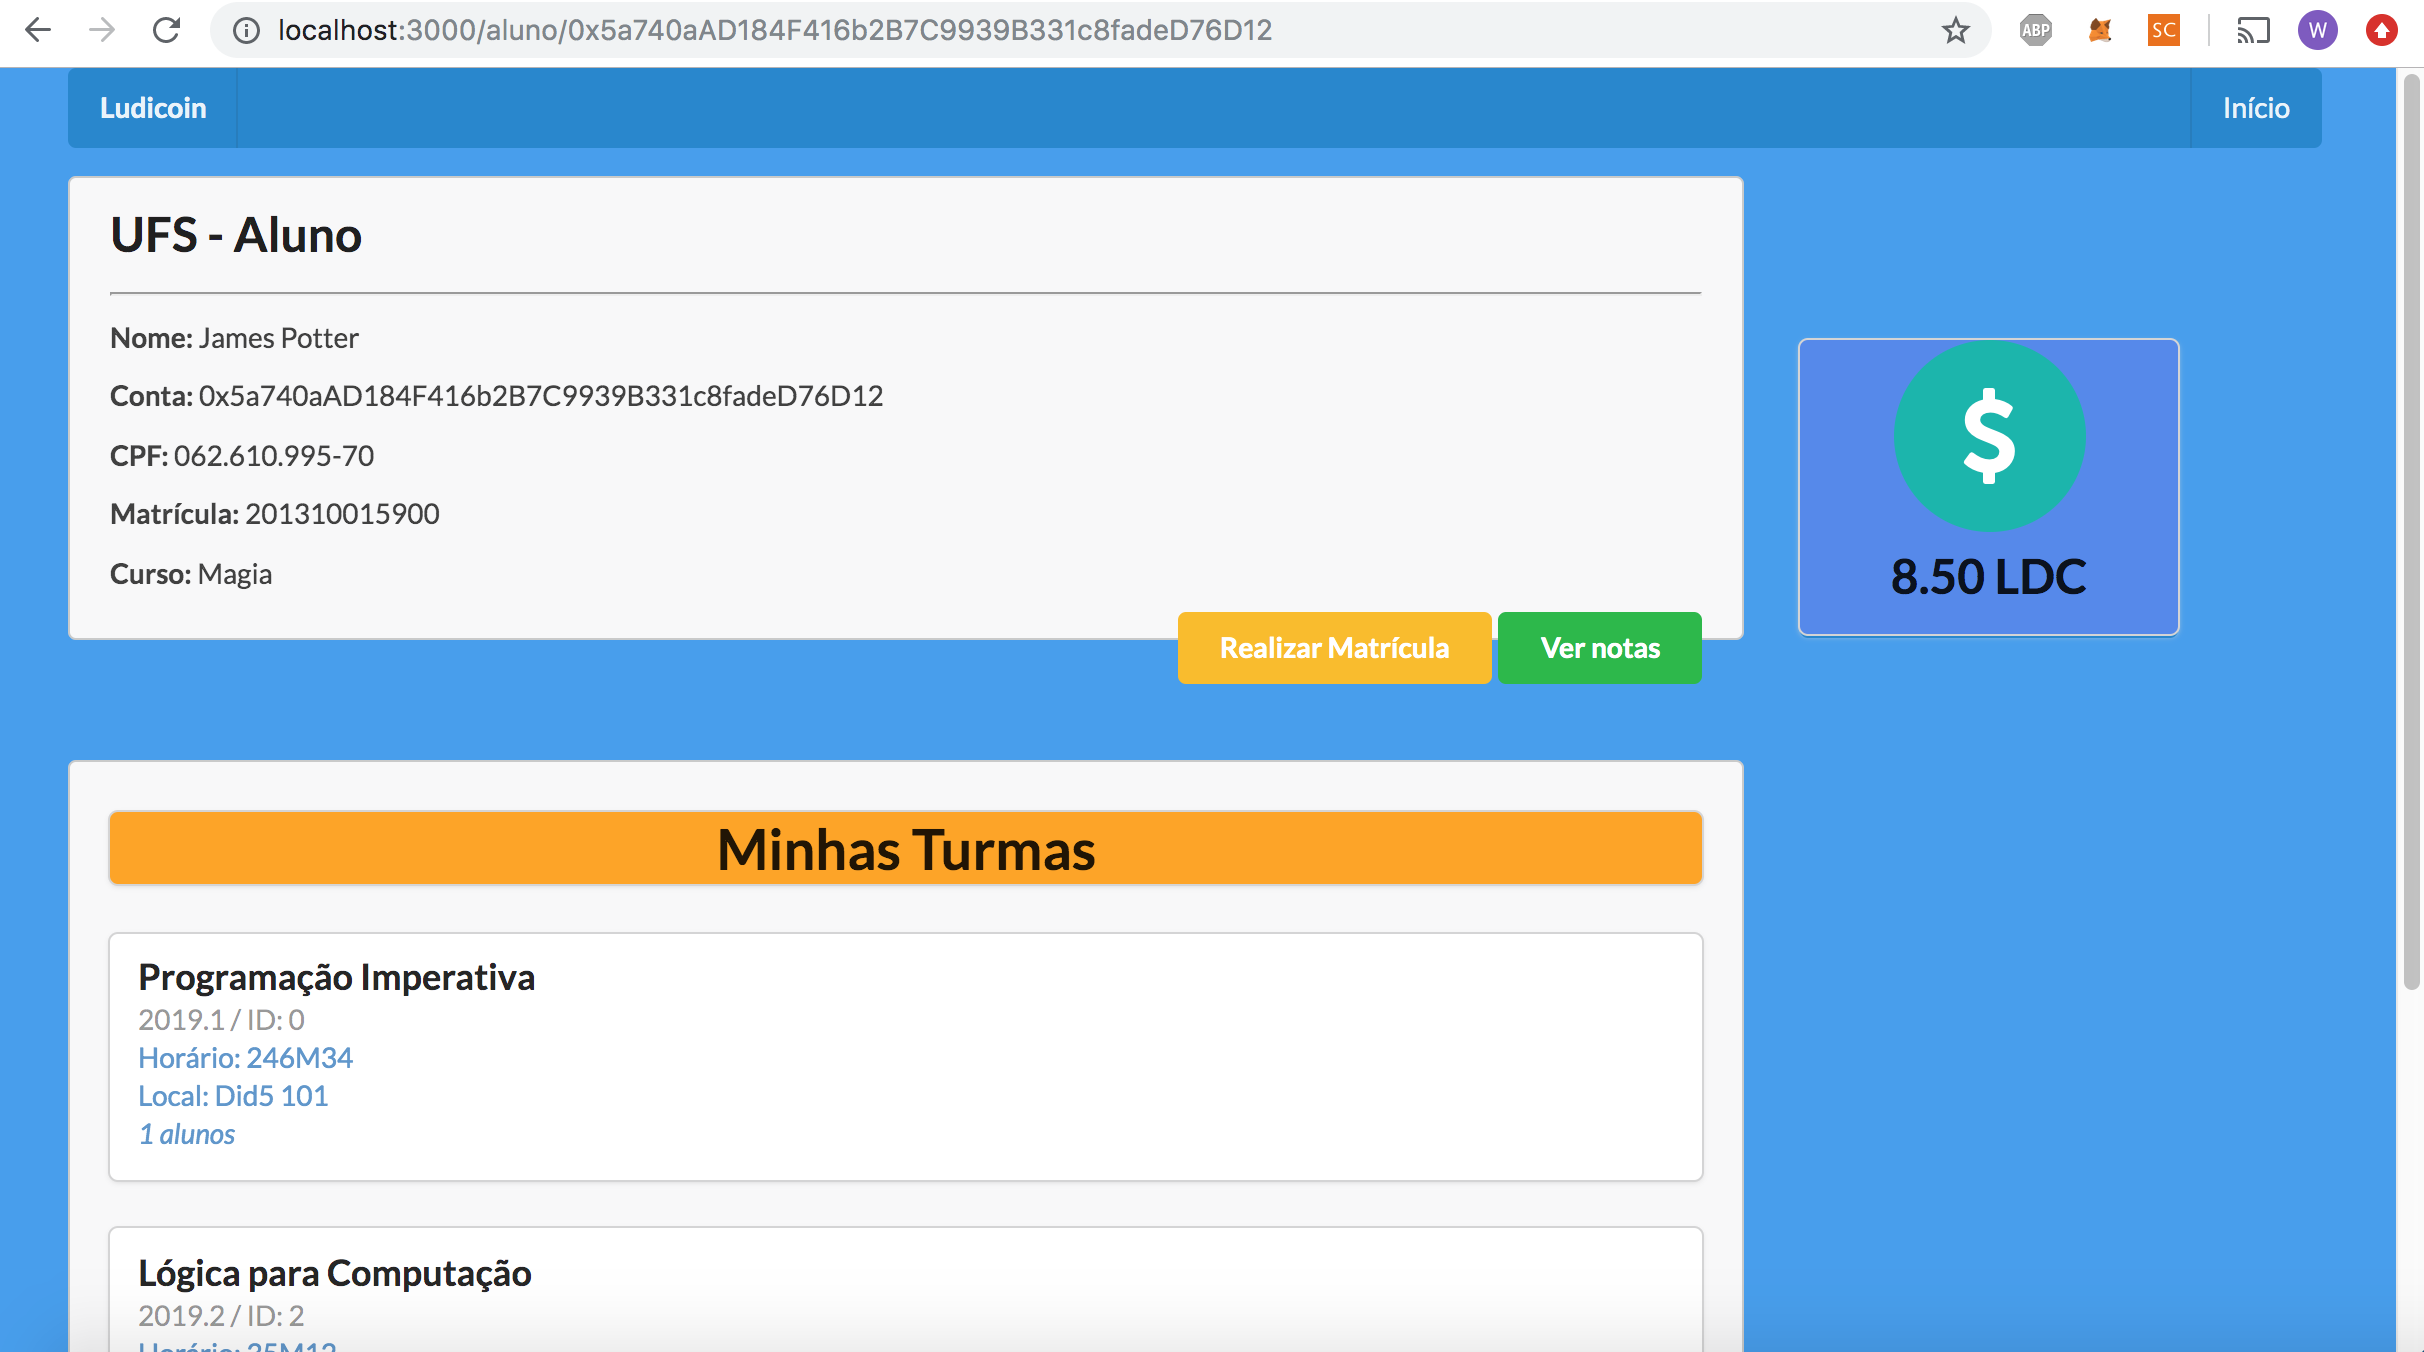 localhost:3000/aluno/0x5a740aAD184F416b2B7C9939B331c8fadeD76D12
ABP
SC
W
Ludicoin
Início
UFS - Aluno
Nome: James Potter
Conta: 0x5a740aAD184F416b2B7C9939B331c8fadeD76D12
CPF: 062.610.995-70
Matrícula: 201310015900
Curso: Magia
$
8.50 LDC
Realizar Matrícula
Ver notas
Minhas Turmas
Programação Imperativa
2019.1 / ID: 0
Horário: 246M34
Local: Did5 101
1 alunos
Lógica para Computação
2019.2 / ID: 2
Horário: 35M12